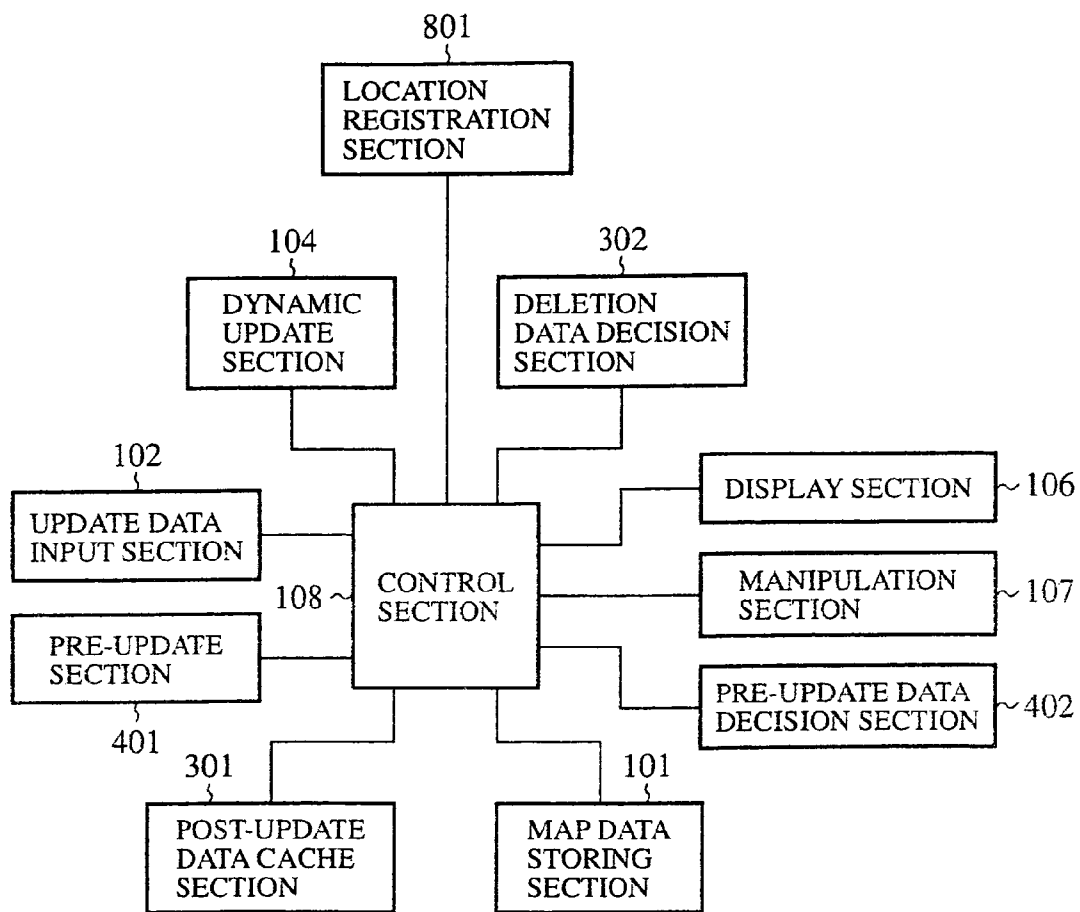 801
LOCATION
REGISTRATION
SECTION
104
DYNAMIC
UPDATE
SECTION
302
DELETION
DATA DECISION
SECTION
102
UPDATE DATA
INPUT SECTION
DISPLAY SECTION
106
108
CONTROL
SECTION
MANIPULATION
SECTION
107
PRE-UPDATE
SECTION
401
PRE-UPDATE DATA
DECISION SECTION
402
301
POST-UPDATE
DATA CACHE
SECTION
101
MAP DATA
STORING
SECTION